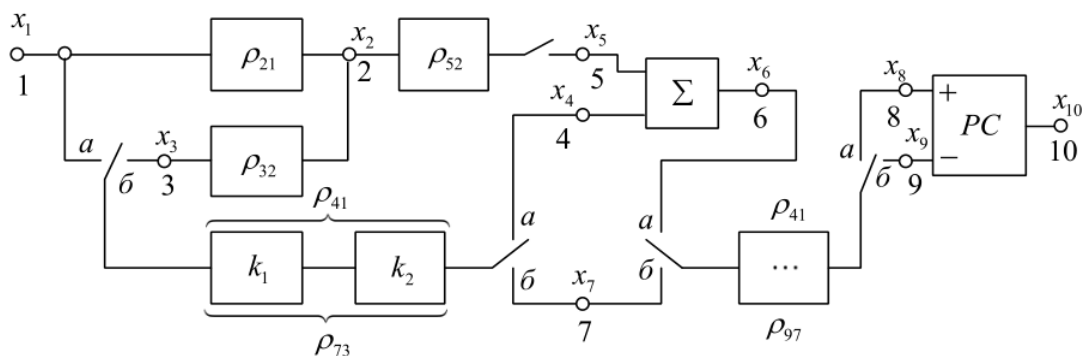 x₁
1
ρ₂₁
x₂
2
ρ₅₂
x₅
5
Σ
x₆
6
x₄
4
x₈
8
x₉
9
+
−
PC
x₁₀
10
а
б
x₃
3
ρ₃₂
ρ₄₁
k₁
k₂
ρ₇₃
а
б
x₇
7
а
б
ρ₄₁
...
ρ₉₇
а
б